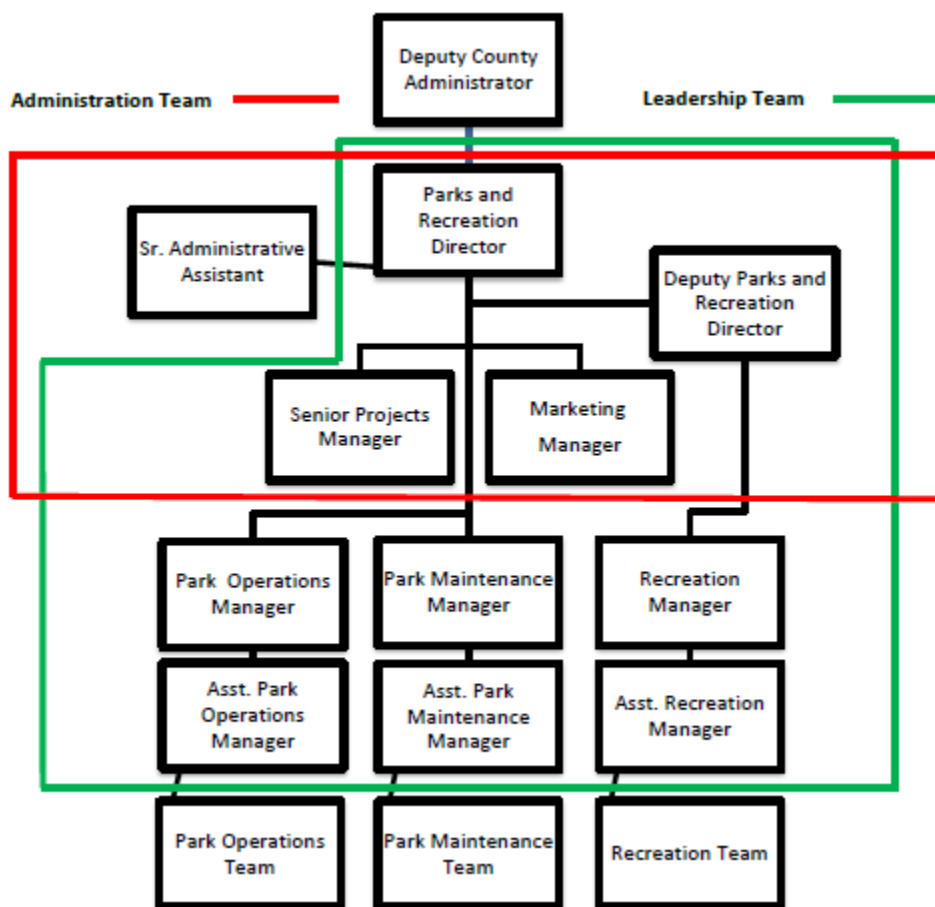 Deputy County
Administrator
Administration Team
Leadership Team
Parks and
Recreation
Director
Sr. Administrative
Assistant
Deputy Parks and
Recreation
Director
Senior Projects
Manager
Marketing
Manager
Park Operations
Manager
Park Maintenance
Manager
Recreation
Manager
Asst. Park
Operations
Manager
Asst. Park
Maintenance
Manager
Asst. Recreation
Manager
Park Operations
Team
Park Maintenance
Team
Recreation Team